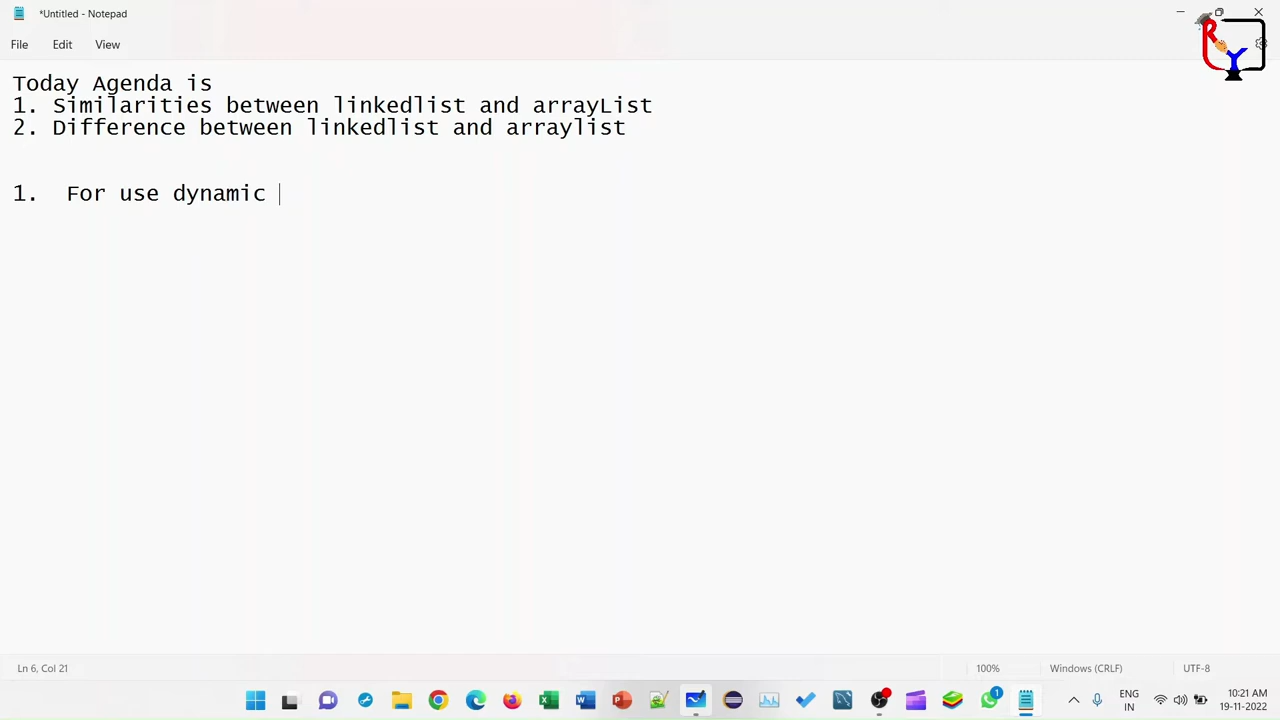 *Untitled - Notepad
File Edit View
R
Y
Today Agenda is
1. Similarities between linkedlist and arrayList
2. Difference between linkedlist and arraylist
1. For use dynamic
Ln 6, Col 21
100%
Windows (CRLF)
UTF-8
1
ENG
IN
10:21 AM
19-11-2022